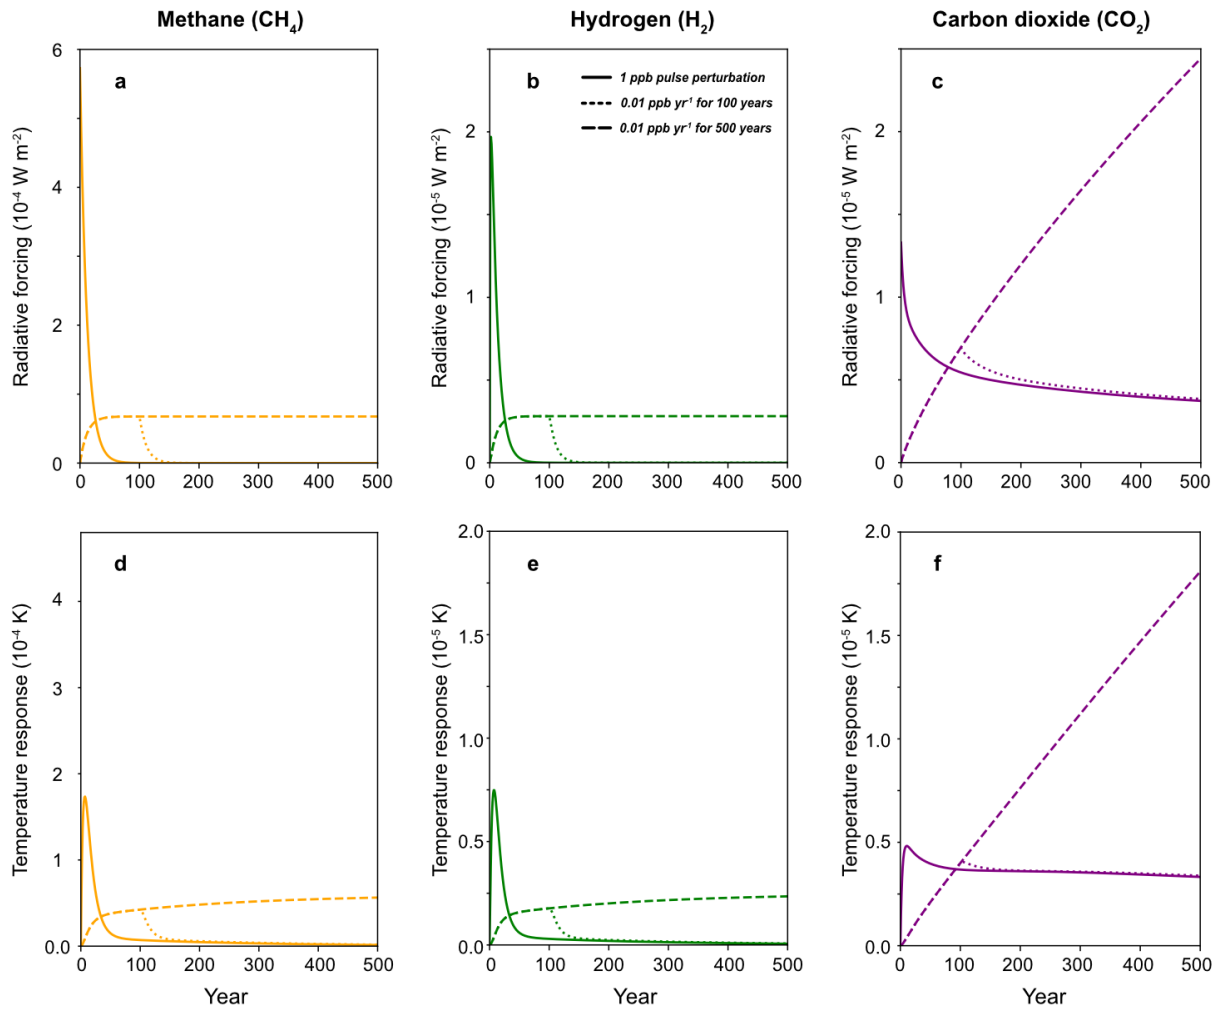 Methane (CH4)
Hydrogen (H2)
Carbon dioxide (CO2)
Radiative forcing (10-4 W m-2)
6
4
2
0
a
0 100 200 300 400 500
Radiative forcing (10-5 W m-2)
2
1
0
b
1 ppb pulse perturbation
0.01 ppb yr-1 for 100 years
0.01 ppb yr-1 for 500 years
0 100 200 300 400 500
Radiative forcing (10-5 W m-2)
2
1
0
c
0 100 200 300 400 500
Temperature response (10-4 K)
4
3
2
1
0.0
d
0 100 200 300 400 500
Year
Temperature response (10-5 K)
2.0
1.5
1.0
0.5
0.0
e
0 100 200 300 400 500
Year
Temperature response (10-5 K)
2.0
1.5
1.0
0.5
0.0
f
0 100 200 300 400 500
Year